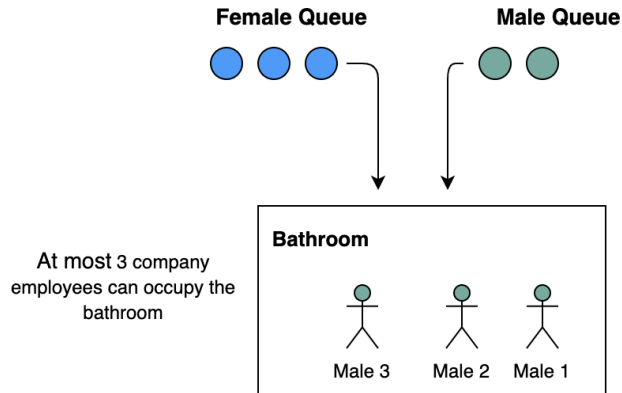 Female Queue
Male Queue
Bathroom
At most 3 company
employees can occupy the
bathroom
Male 3
Male 2
Male 1